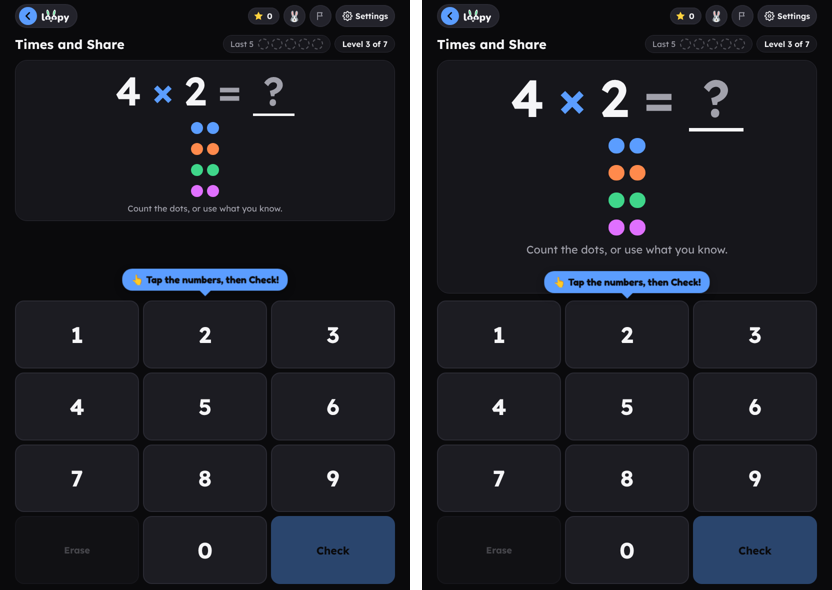 loopy
0
Settings
Times and Share
Last 5
Level 3 of 7
4 × 2 = ?
Count the dots, or use what you know.
Tap the numbers, then Check!
1 2 3
4 5 6
7 8 9
Erase 0 Check
loopy
0
Settings
Times and Share
Last 5
Level 3 of 7
4 × 2 = ?
Count the dots, or use what you know.
Tap the numbers, then Check!
1 2 3
4 5 6
7 8 9
Erase 0 Check